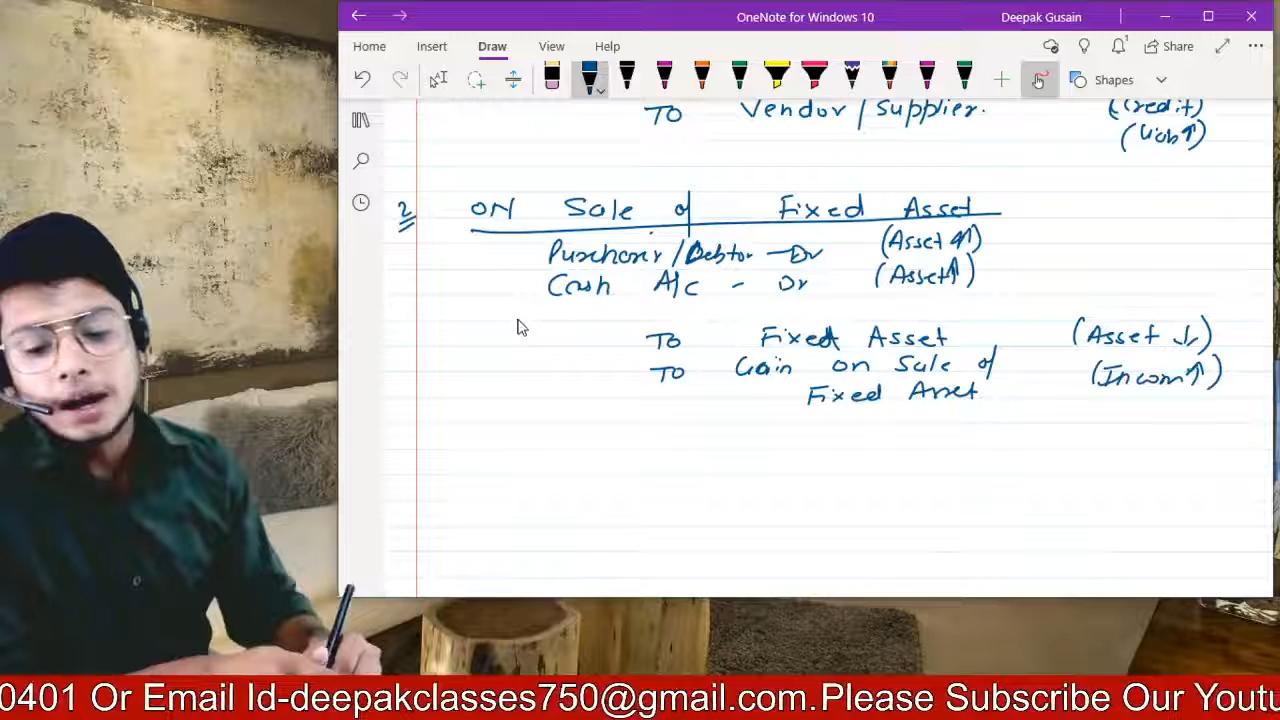 OneNote for Windows 10
Deepak Gusain
Home Insert Draw View Help
Share
Shapes
TO Vendor / Supplier. (Credit)
(Liab↑)
2 ON Sale of Fixed Asset
Purchaser / Debtor — Dr (Asset ↑)
Cash A/c - Dr (Asset↑)
TO Fixed Asset (Asset ↓)
TO Gain on Sale of (Incom↑)
Fixed Asset
0401 Or Email Id-deepakclasses750@gmail.com.Please Subscribe Our Youtu